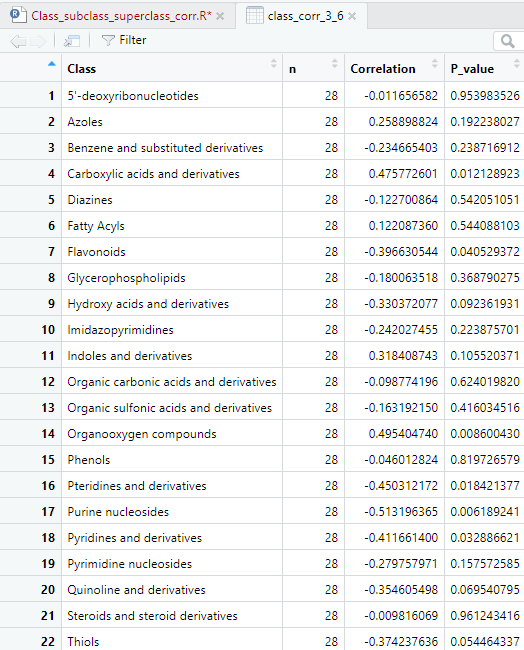 Class_subclass_superclass_corr.R* × class_corr_3_6 ×
Filter
Class n Correlation P_value
1 5'-deoxyribonucleotides 28 -0.011656582 0.953983526
2 Azoles 28 0.258898824 0.192238027
3 Benzene and substituted derivatives 28 -0.234665403 0.238716912
4 Carboxylic acids and derivatives 28 0.475772601 0.012128923
5 Diazines 28 -0.122700864 0.542051051
6 Fatty Acyls 28 0.122087360 0.544088103
7 Flavonoids 28 -0.396630544 0.040529372
8 Glycerophospholipids 28 -0.180063518 0.368790275
9 Hydroxy acids and derivatives 28 -0.330372077 0.092361931
10 Imidazopyrimidines 28 -0.242027455 0.223875701
11 Indoles and derivatives 28 0.318408743 0.105520371
12 Organic carbonic acids and derivatives 28 -0.098774196 0.624019820
13 Organic sulfonic acids and derivatives 28 -0.163192150 0.416034516
14 Organooxygen compounds 28 0.495404740 0.008600430
15 Phenols 28 -0.046012824 0.819726579
16 Pteridines and derivatives 28 -0.450312172 0.018421377
17 Purine nucleosides 28 -0.513196365 0.006189241
18 Pyridines and derivatives 28 -0.411661400 0.032886621
19 Pyrimidine nucleosides 28 -0.279757971 0.157572585
20 Quinoline and derivatives 28 -0.354605498 0.069540795
21 Steroids and steroid derivatives 28 -0.009816069 0.961243416
22 Thiols 28 -0.374237636 0.054464337